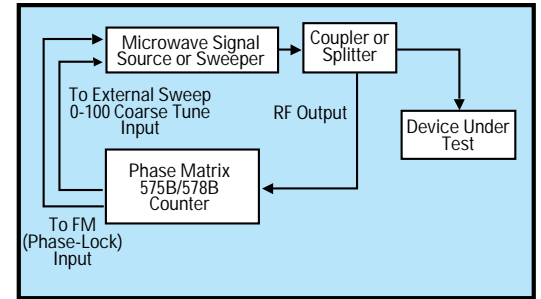 Microwave Signal
Source or Sweeper
Coupler or
Splitter
To External Sweep
0-100 Coarse Tune
Input
RF Output
Device Under
Test
Phase Matrix
575B/578B
Counter
To FM
(Phase-Lock)
Input